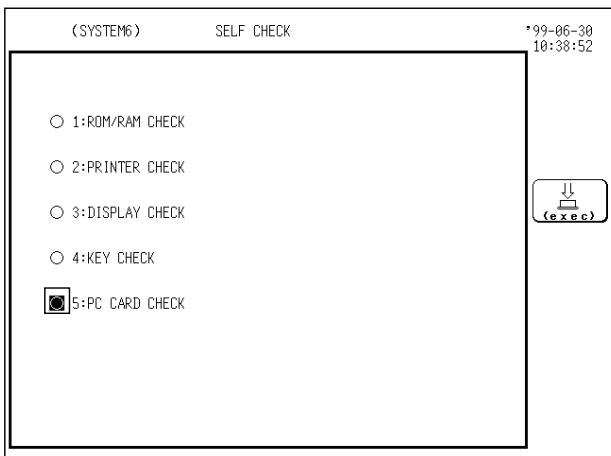 (SYSTEM6) SELF CHECK '99-06-30
10:38:52
1:ROM/RAM CHECK
2:PRINTER CHECK
3:DISPLAY CHECK
(exec)
4:KEY CHECK
5:PC CARD CHECK